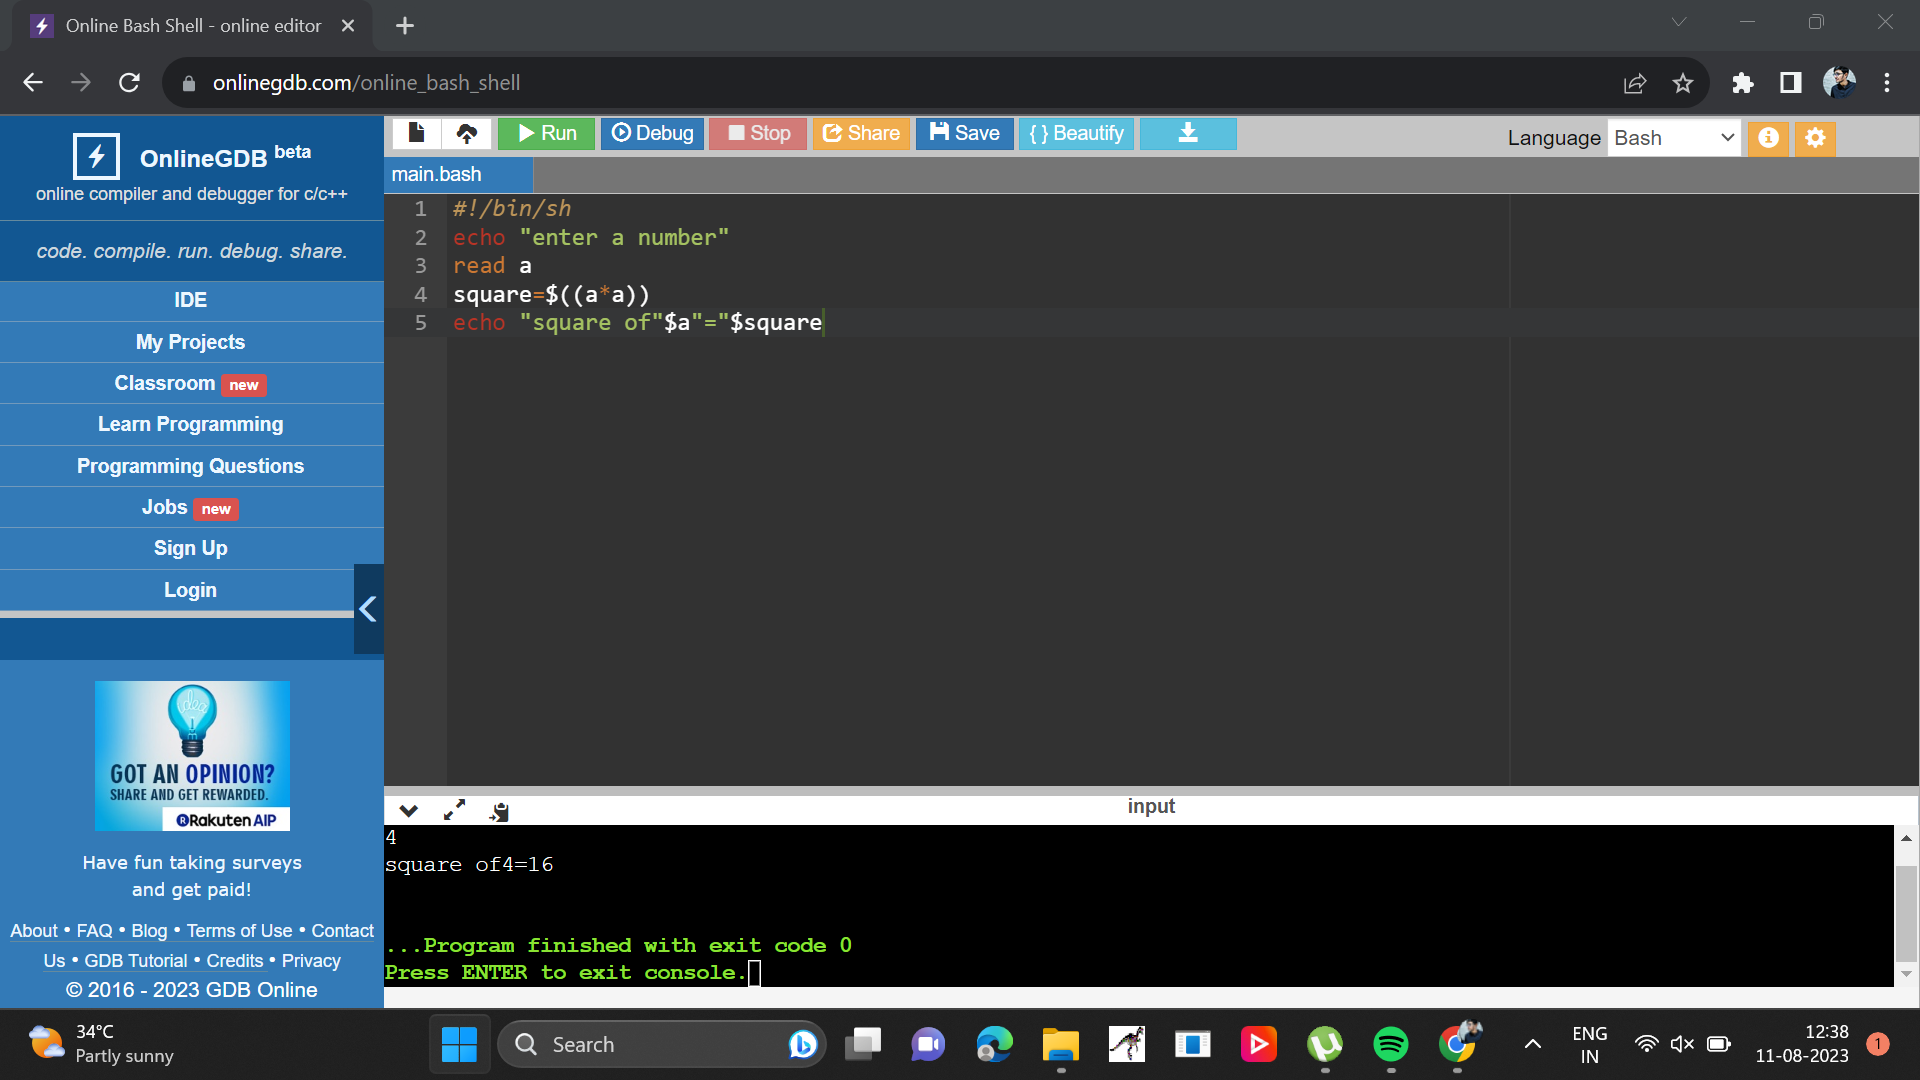 Online Bash Shell - online editor
onlinegdb.com/online_bash_shell
OnlineGDB beta
online compiler and debugger for c/c++
code. compile. run. debug. share.
IDE
My Projects
Classroom new
Learn Programming
Programming Questions
Jobs new
Sign Up
Login
idea
GOT AN OPINION?
SHARE AND GET REWARDED.
Rakuten AIP
Have fun taking surveys
and get paid!
About • FAQ • Blog • Terms of Use • Contact
Us • GDB Tutorial • Credits • Privacy
© 2016 - 2023 GDB Online
Run Debug Stop Share Save { } Beautify
Language Bash
main.bash
1 #!/bin/sh
2 echo "enter a number"
3 read a
4 square=$((a*a))
5 echo "square of"$a"="$square
input
4
square of4=16
...Program finished with exit code 0
Press ENTER to exit console.
34°C
Partly sunny
Search
ENG
IN
12:38
11-08-2023
1